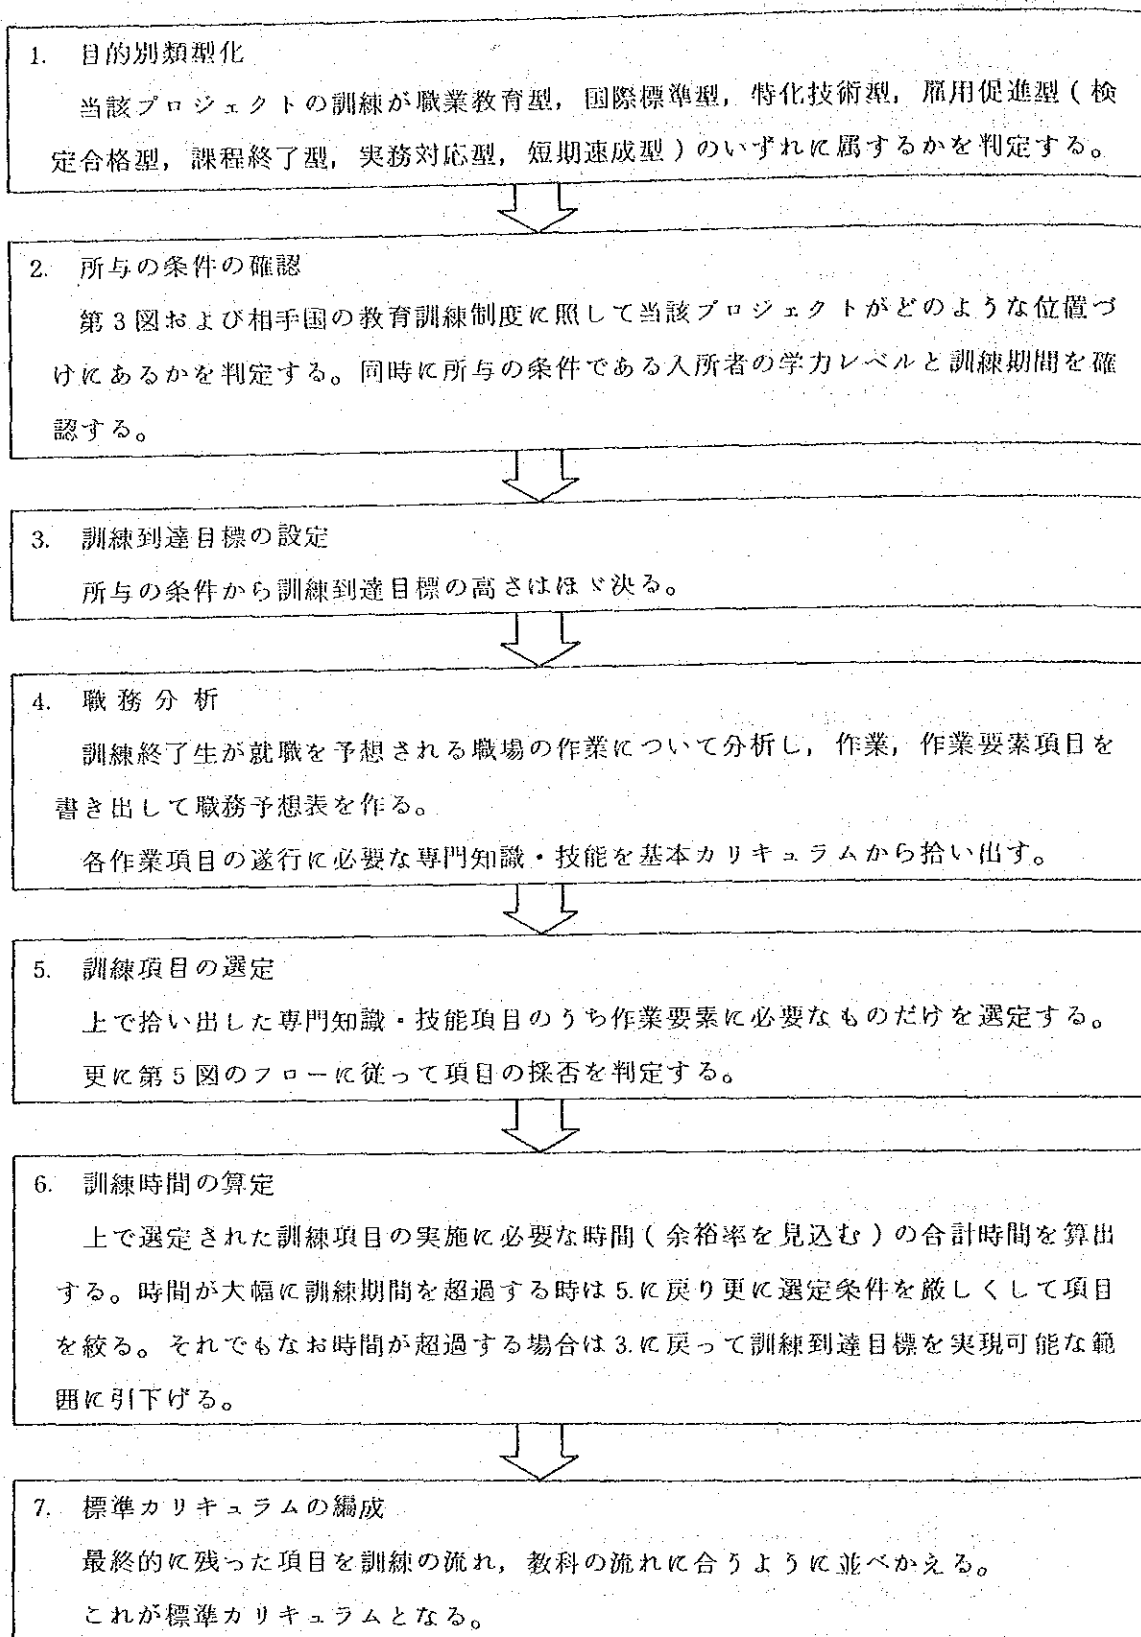 1. 目的別類型化
当該プロジェクトの訓練が職業教育型，国際標準型，特化技術型，雇用促進型（検
定合格型，課程終了型，実務対応型，短期速成型）のいずれに属するかを判定する。
2. 所与の条件の確認
第3図および相手国の教育訓練制度に照して当該プロジェクトがどのような位置づ
けにあるかを判定する。同時に所与の条件である入所者の学力レベルと訓練期間を確
認する。
3. 訓練到達目標の設定
所与の条件から訓練到達目標の高さはほゞ決る。
4. 職務分析
訓練終了生が就職を予想される職場の作業について分析し，作業，作業要素項目を
書き出して職務予想表を作る。
各作業項目の遂行に必要な専門知識・技能を基本カリキュラムから拾い出す。
5. 訓練項目の選定
上で拾い出した専門知識・技能項目のうち作業要素に必要なものだけを選定する。
更に第5図のフローに従って項目の採否を判定する。
6. 訓練時間の算定
上で選定された訓練項目の実施に必要な時間（余裕率を見込む）の合計時間を算出
する。時間が大幅に訓練期間を超過する時は5.に戻り更に選定条件を厳しくして項目
を絞る。それでもなお時間が超過する場合は3.に戻って訓練到達目標を実現可能な範
囲に引下げる。
7. 標準カリキュラムの編成
最終的に残った項目を訓練の流れ，教科の流れに合うように並べかえる。
これが標準カリキュラムとなる。